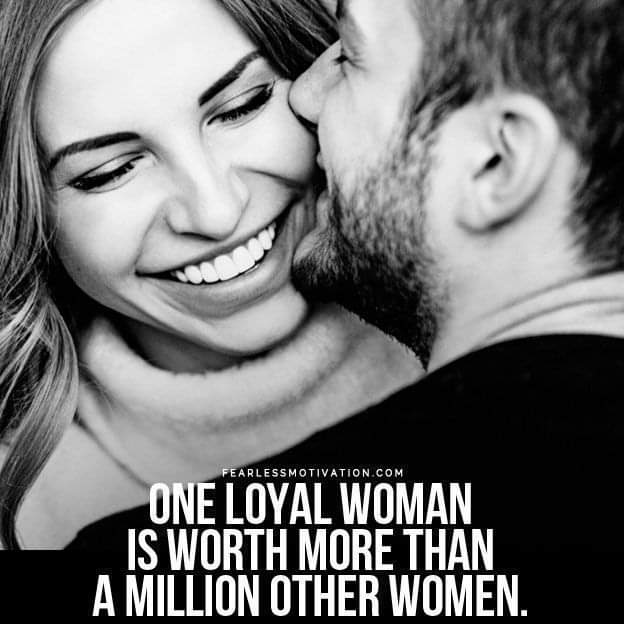 FEARLESSMOTIVATION.COM
ONE LOYAL WOMAN
IS WORTH MORE THAN
A MILLION OTHER WOMEN.